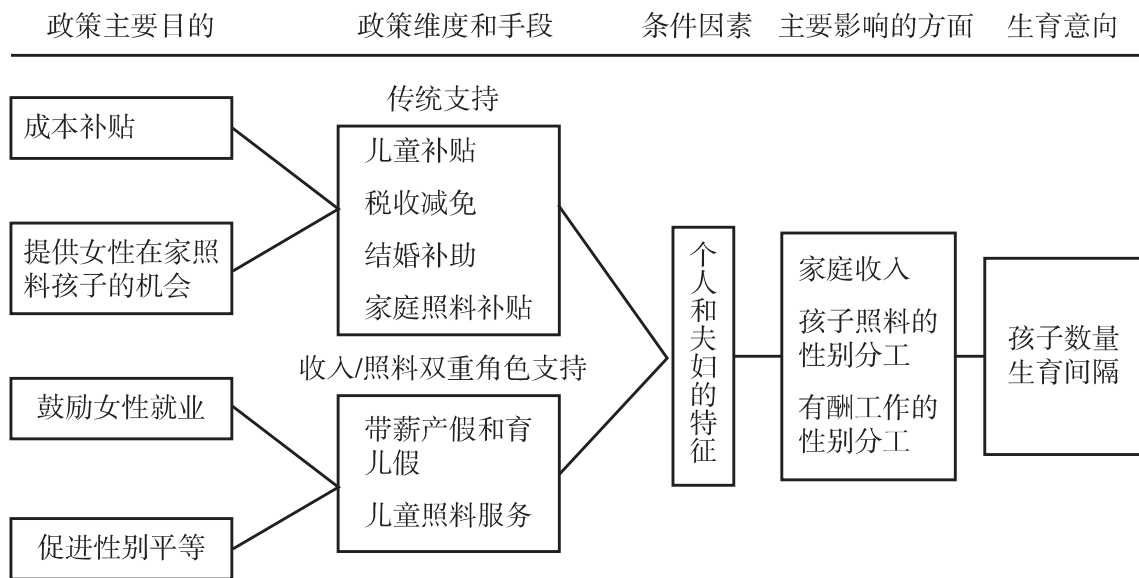 政策主要目的
政策维度和手段
条件因素
主要影响的方面
生育意向
成本补贴
提供女性在家照
料孩子的机会
鼓励女性就业
促进性别平等
传统支持
儿童补贴
税收减免
结婚补助
家庭照料补贴
收入/照料双重角色支持
带薪产假和育
儿假
儿童照料服务
个人和夫妇的特征
家庭收入
孩子照料的
性别分工
有酬工作的
性别分工
孩子数量
生育间隔